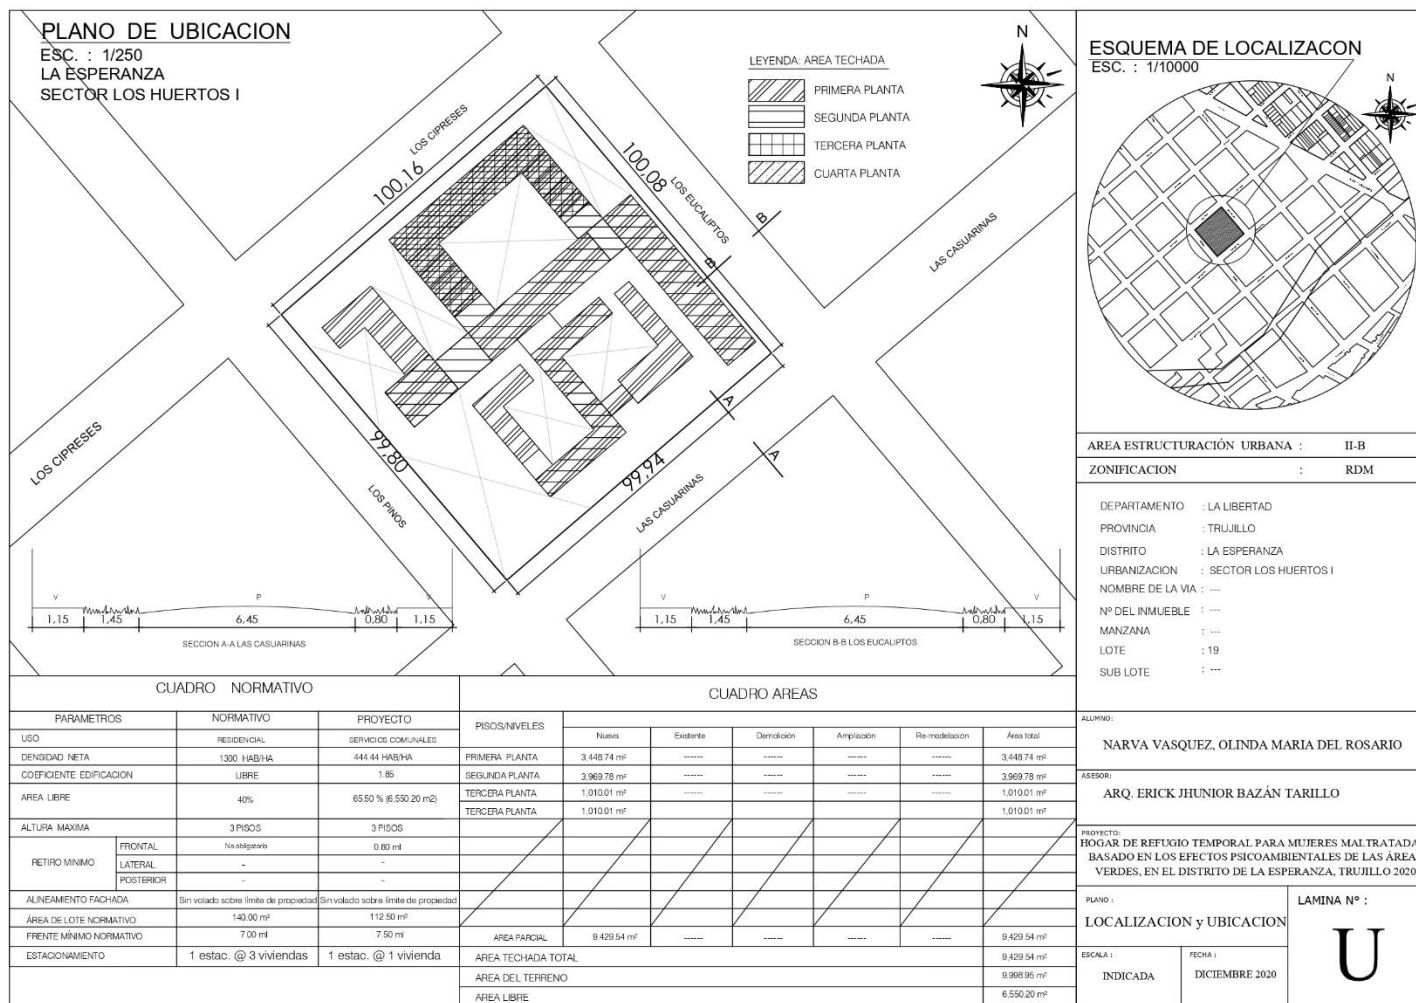 PLANO DE UBICACION
ESC. : 1/250
LA ESPERANZA
SECTOR LOS HUERTOS I
LEYENDA: AREA TECHADA
PRIMERA PLANTA
SEGUNDA PLANTA
TERCERA PLANTA
CUARTA PLANTA
N
LOS CIPRESES
100,16
100,08
LOS EUCALIPTOS
B
B
LAS CASUARINAS
LOS CIPRESES
99,80
LOS PINOS
99,94
LAS CASUARINAS
A
A
V P V
1,15 1,45 6,45 0,80 1,15
SECCION A-A LAS CASUARINAS
V P V
1,15 1,45 6,45 0,80 1,15
SECCION B-B LOS EUCALIPTOS
ESQUEMA DE LOCALIZACON
ESC. : 1/10000
N
AREA ESTRUCTURACIÓN URBANA : II-B
ZONIFICACION : RDM
DEPARTAMENTO : LA LIBERTAD
PROVINCIA : TRUJILLO
DISTRITO : LA ESPERANZA
URBANIZACION : SECTOR LOS HUERTOS I
NOMBRE DE LA VIA : ---
Nº DEL INMUEBLE : ---
MANZANA : ---
LOTE : 19
SUB LOTE : ---
CUADRO NORMATIVO
PARAMETROS NORMATIVO PROYECTO
USO RESIDENCIAL SERVICIOS COMUNALES
DENSIDAD NETA 1300 HAB/HA 444.44 HAB/HA
COEFICIENTE EDIFICACION LIBRE 1.85
AREA LIBRE 40% 65.50 % (6,550.20 m2)
ALTURA MAXIMA 3 PISOS 3 PISOS
RETIRO MINIMO
FRONTAL No obligatorio 0.80 ml
LATERAL - -
POSTERIOR - -
ALINEAMIENTO FACHADA Sin volado sobre límite de propiedad Sin volado sobre límite de propiedad
ÁREA DE LOTE NORMATIVO 140.00 m² 112.50 m²
FRENTE MÍNIMO NORMATIVO 7.00 ml 7.50 ml
ESTACIONAMIENTO 1 estac. @ 3 viviendas 1 estac. @ 1 vivienda
CUADRO AREAS
PISOS/NIVELES Nueva Existente Demolición Ampliación Re-modelación Área total
PRIMERA PLANTA 3,448.74 m² ------ ------ ------ ------ 3,448.74 m²
SEGUNDA PLANTA 3,969.78 m² ------ ------ ------ ------ 3,969.78 m²
TERCERA PLANTA 1,010.01 m² ------ ------ ------ ------ 1,010.01 m²
TERCERA PLANTA 1,010.01 m² 1,010.01 m²
AREA PARCIAL 9,429.54 m² ------ ------ ------ ------ 9,429.54 m²
AREA TECHADA TOTAL 9,429.54 m²
AREA DEL TERRENO 9,998.95 m²
AREA LIBRE 6,550.20 m²
ALUMNO:
NARVA VASQUEZ, OLINDA MARIA DEL ROSARIO
ASESOR:
ARQ. ERICK JHUNIOR BAZÁN TARILLO
PROYECTO:
HOGAR DE REFUGIO TEMPORAL PARA MUJERES MALTRATADA
BASADO EN LOS EFECTOS PSICOAMBIENTALES DE LAS ÁREA
VERDES, EN EL DISTRITO DE LA ESPERANZA, TRUJILLO 2020
PLANO :
LOCALIZACION y UBICACION
LAMINA Nº :
U
ESCALA :
INDICADA
FECHA :
DICIEMBRE 2020